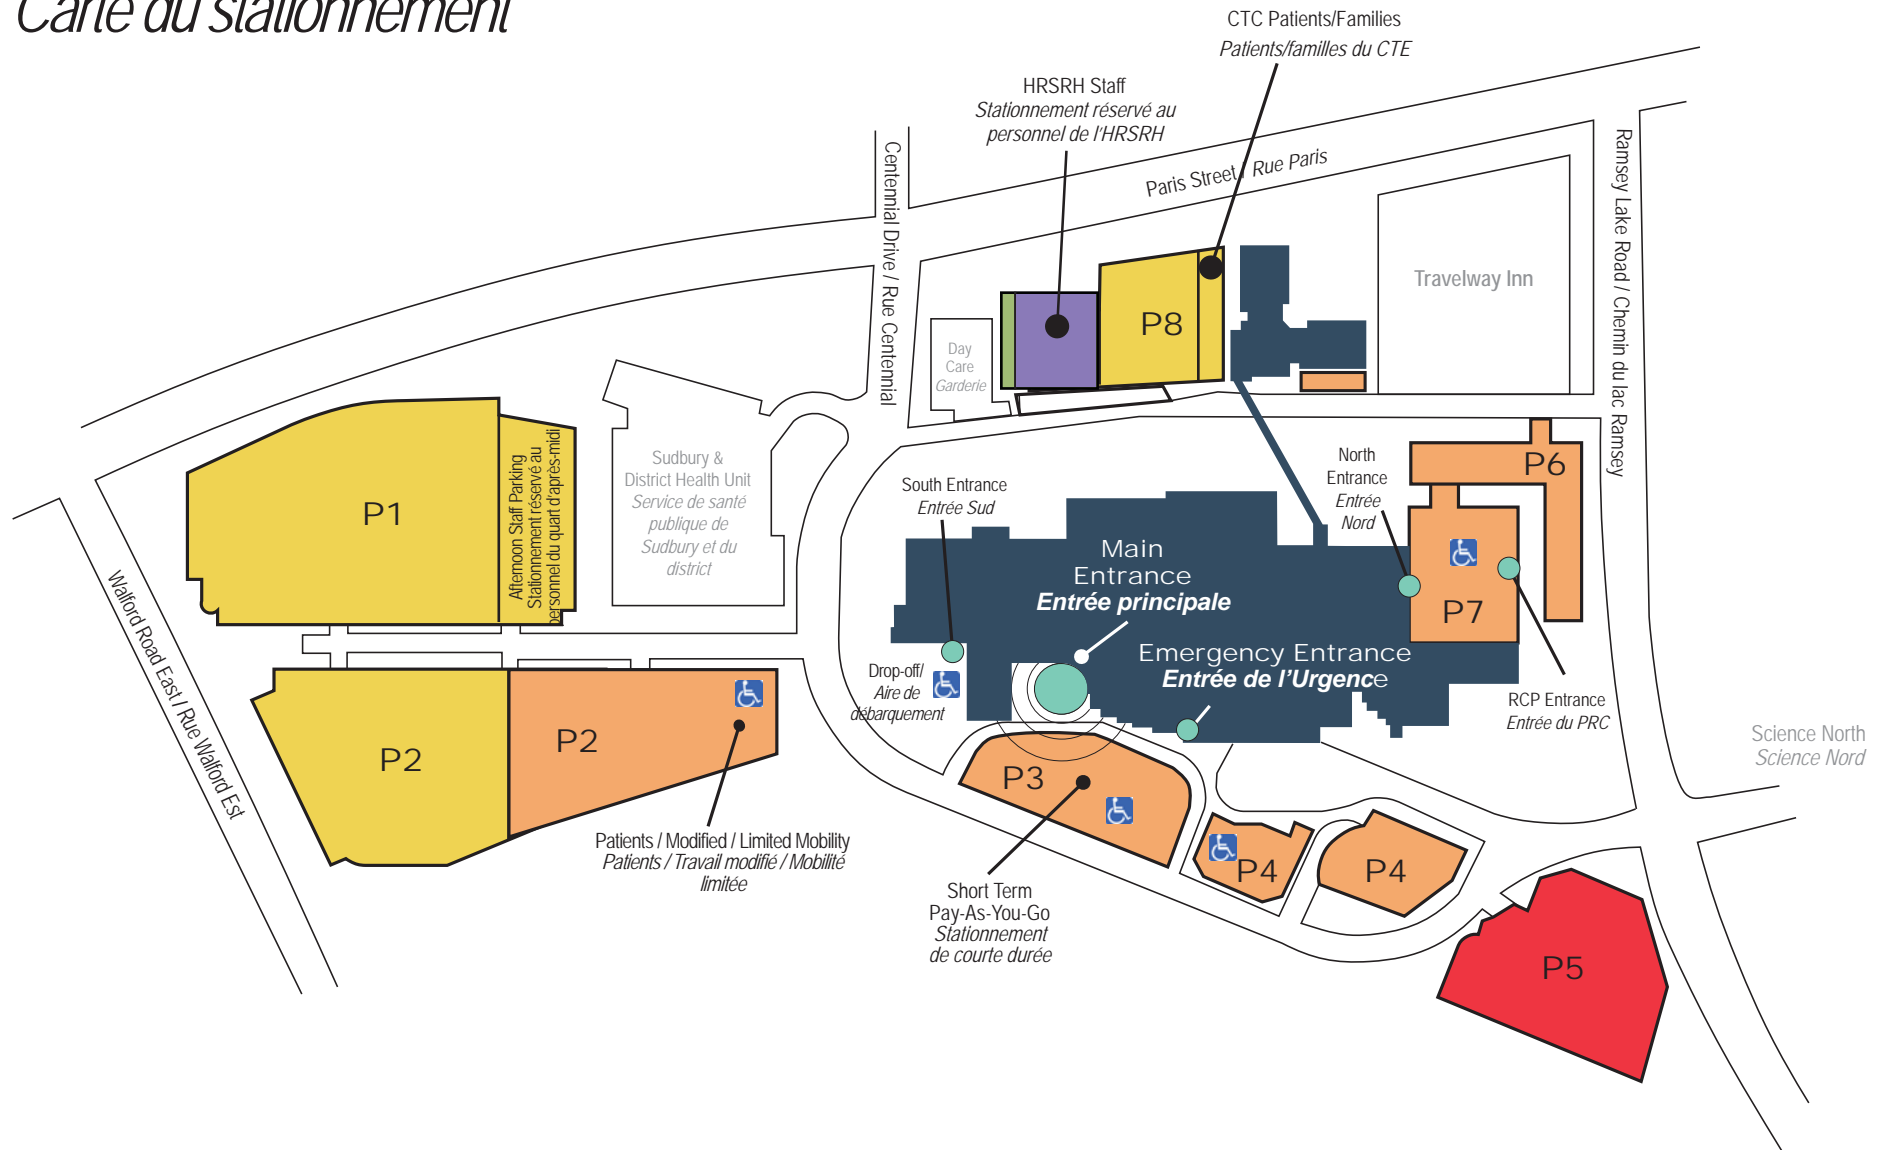 Carte du stationnement
CTC Patients/Families
Patients/familles du CTE
HRSRH Staff
Stationnement réservé au
personnel de l'HRSRH
Paris Street / Rue Paris
Centennial Drive / Rue Centennial
Ramsey Lake Road / Chemin du lac Ramsey
Travelway Inn
P8
Day
Care
Garderie
P1
Afternoon Staff Parking
Stationnement réservé au
personnel du quart d'après-midi
Sudbury &
District Health Unit
Service de santé
publique de
Sudbury et du
district
South Entrance
Entrée Sud
North
Entrance
Entrée
Nord
P6
Main
Entrance
Entrée principale
P7
Emergency Entrance
Entrée de l'Urgence
Drop-off/
Aire de
débarquement
RCP Entrance
Entrée du PRC
Science North
Science Nord
Walford Road East / Rue Walford Est
P2
P2
P3
Patients / Modified / Limited Mobility
Patients / Travail modifié / Mobilité
limitée
Short Term
Pay-As-You-Go
Stationnement
de courte durée
P4
P4
P5